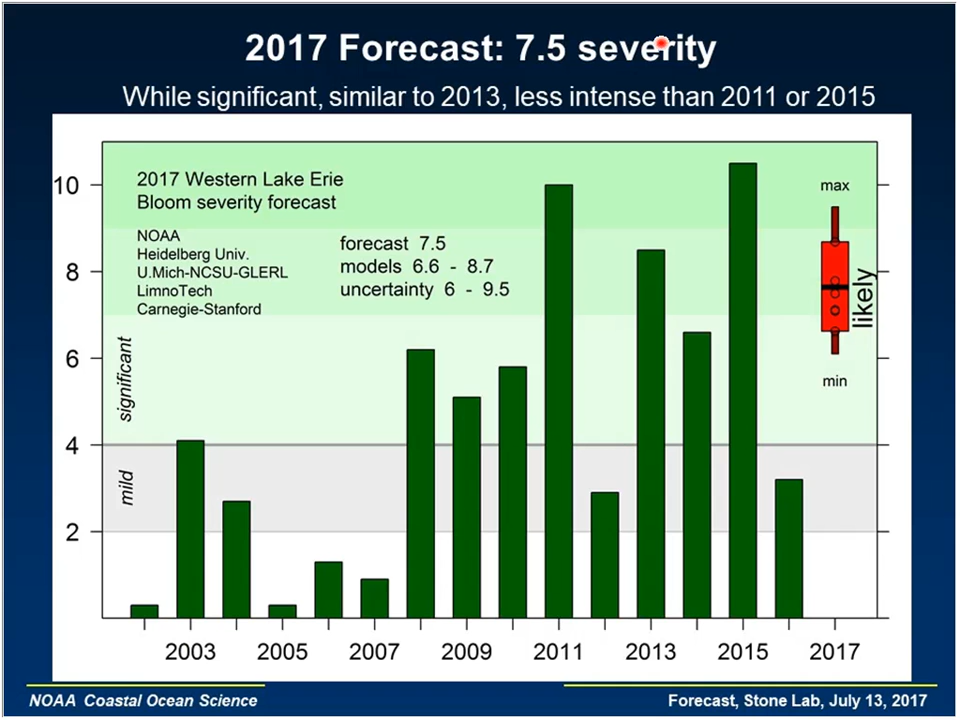 2017 Forecast: 7.5 severity
While significant, similar to 2013, less intense than 2011 or 2015
2017 Western Lake Erie
Bloom severity forecast
NOAA
Heidelberg Univ.
U.Mich-NCSU-GLERL
LimnoTech
Carnegie-Stanford
forecast 7.5
models 6.6 - 8.7
uncertainty 6 - 9.5
max
likely
min
10
8
6
4
2
significant
mild
2003 2005 2007 2009 2011 2013 2015 2017
NOAA Coastal Ocean Science
Forecast, Stone Lab, July 13, 2017